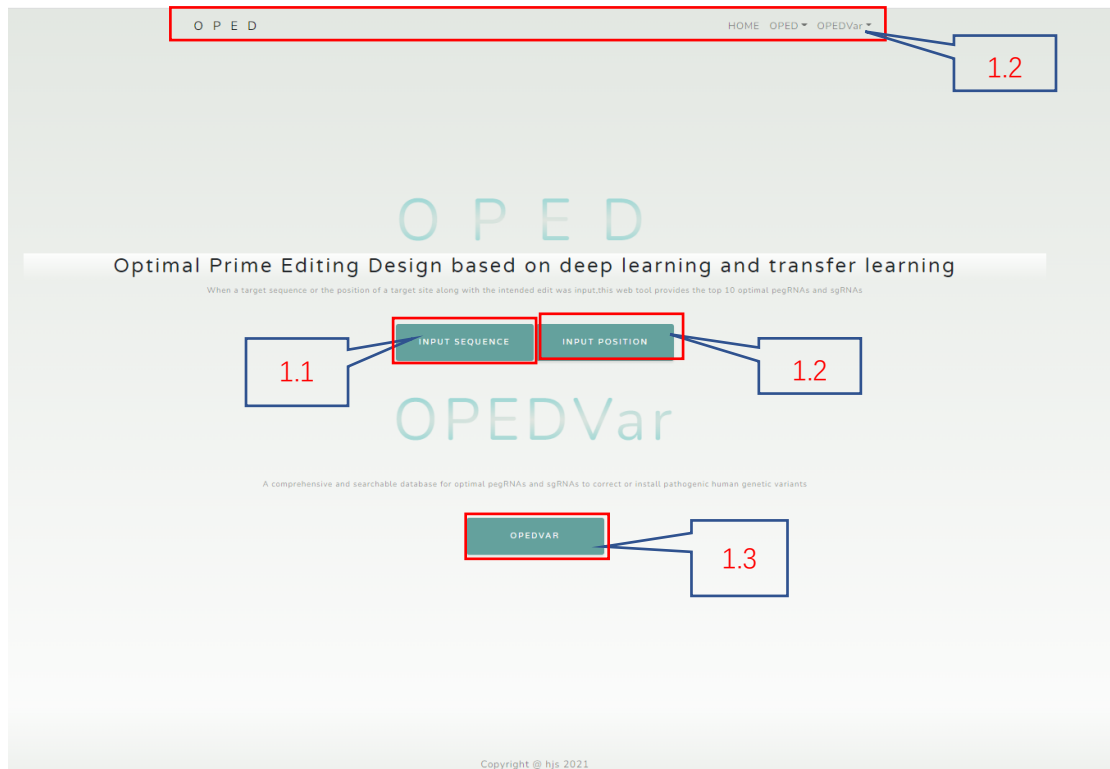 O P E D HOME OPED OPEDVar
1.2
O P E D
Optimal Prime Editing Design based on deep learning and transfer learning
When a target sequence or the position of a target site along with the intended edit was input,this web tool provides the top 10 optimal pegRNAs and sgRNAs
INPUT SEQUENCE INPUT POSITION
1.1 1.2
OPEDVar
A comprehensive and searchable database for optimal pegRNAs and sgRNAs to correct or install pathogenic human genetic variants
OPEDVAR
1.3
Copyright @ hjs 2021